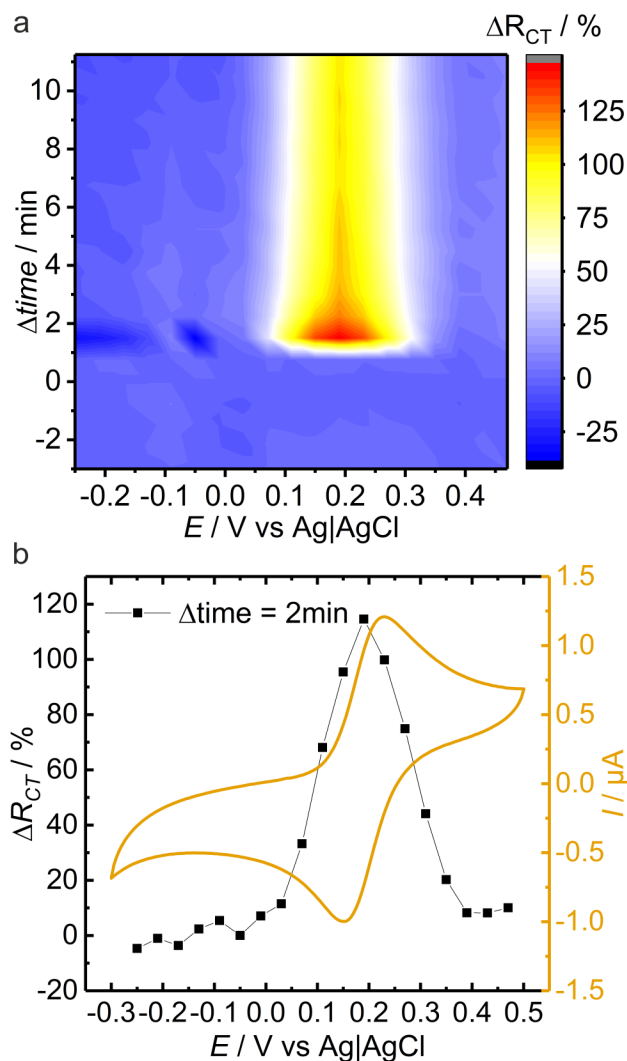 a
ΔR_CT / %
Δtime / min
10
8
6
4
2
0
-2
-0.2 -0.1 0.0 0.1 0.2 0.3 0.4
E / V vs Ag|AgCl
125
100
75
50
25
0
-25
b
Δtime = 2min
ΔR_CT / %
120
100
80
60
40
20
0
-20
-0.3 -0.2 -0.1 0.0 0.1 0.2 0.3 0.4 0.5
E / V vs Ag|AgCl
1.5
1.0
0.5
0.0
-0.5
-1.0
-1.5
I / µA